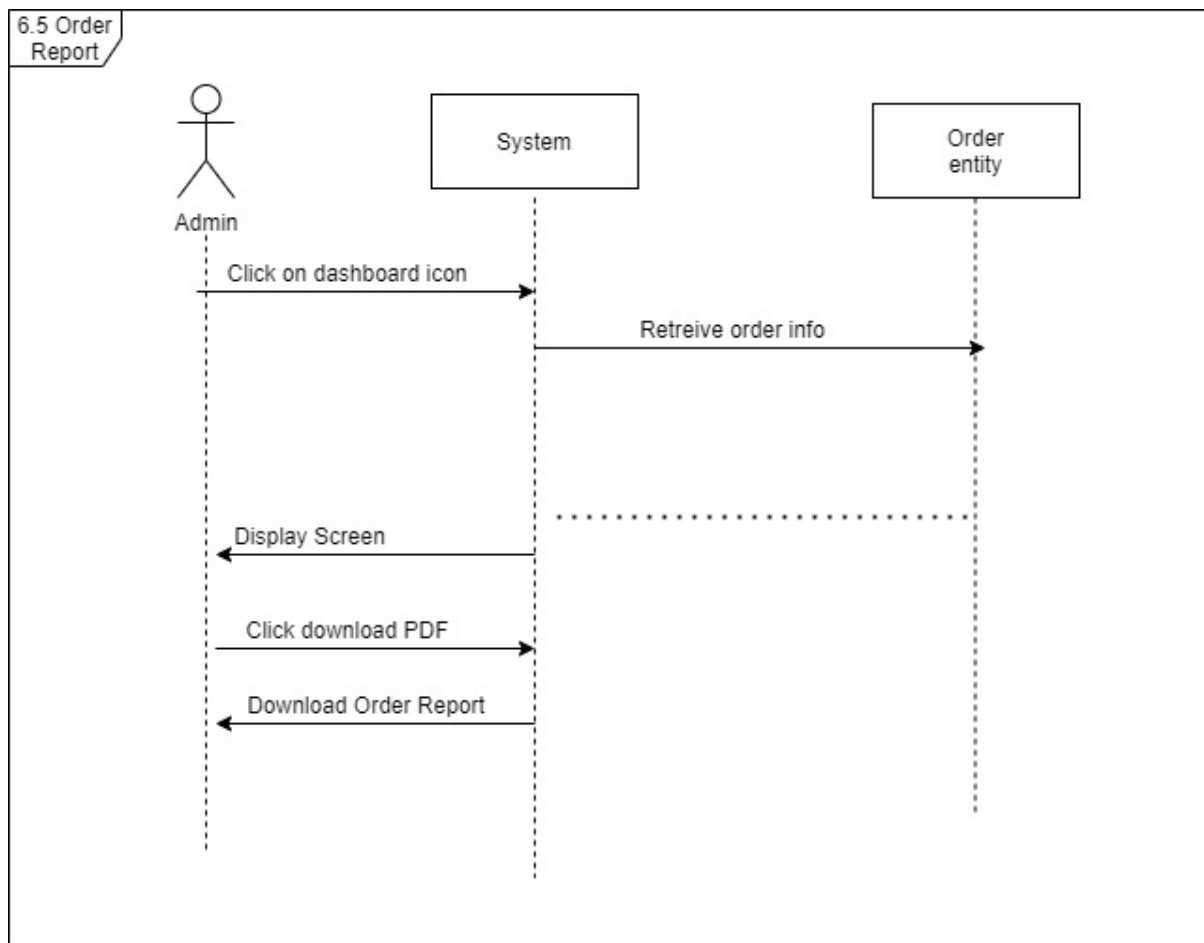 6.5 Order
Report
System
Order
entity
Admin
Click on dashboard icon
Retreive order info
Display Screen
Click download PDF
Download Order Report